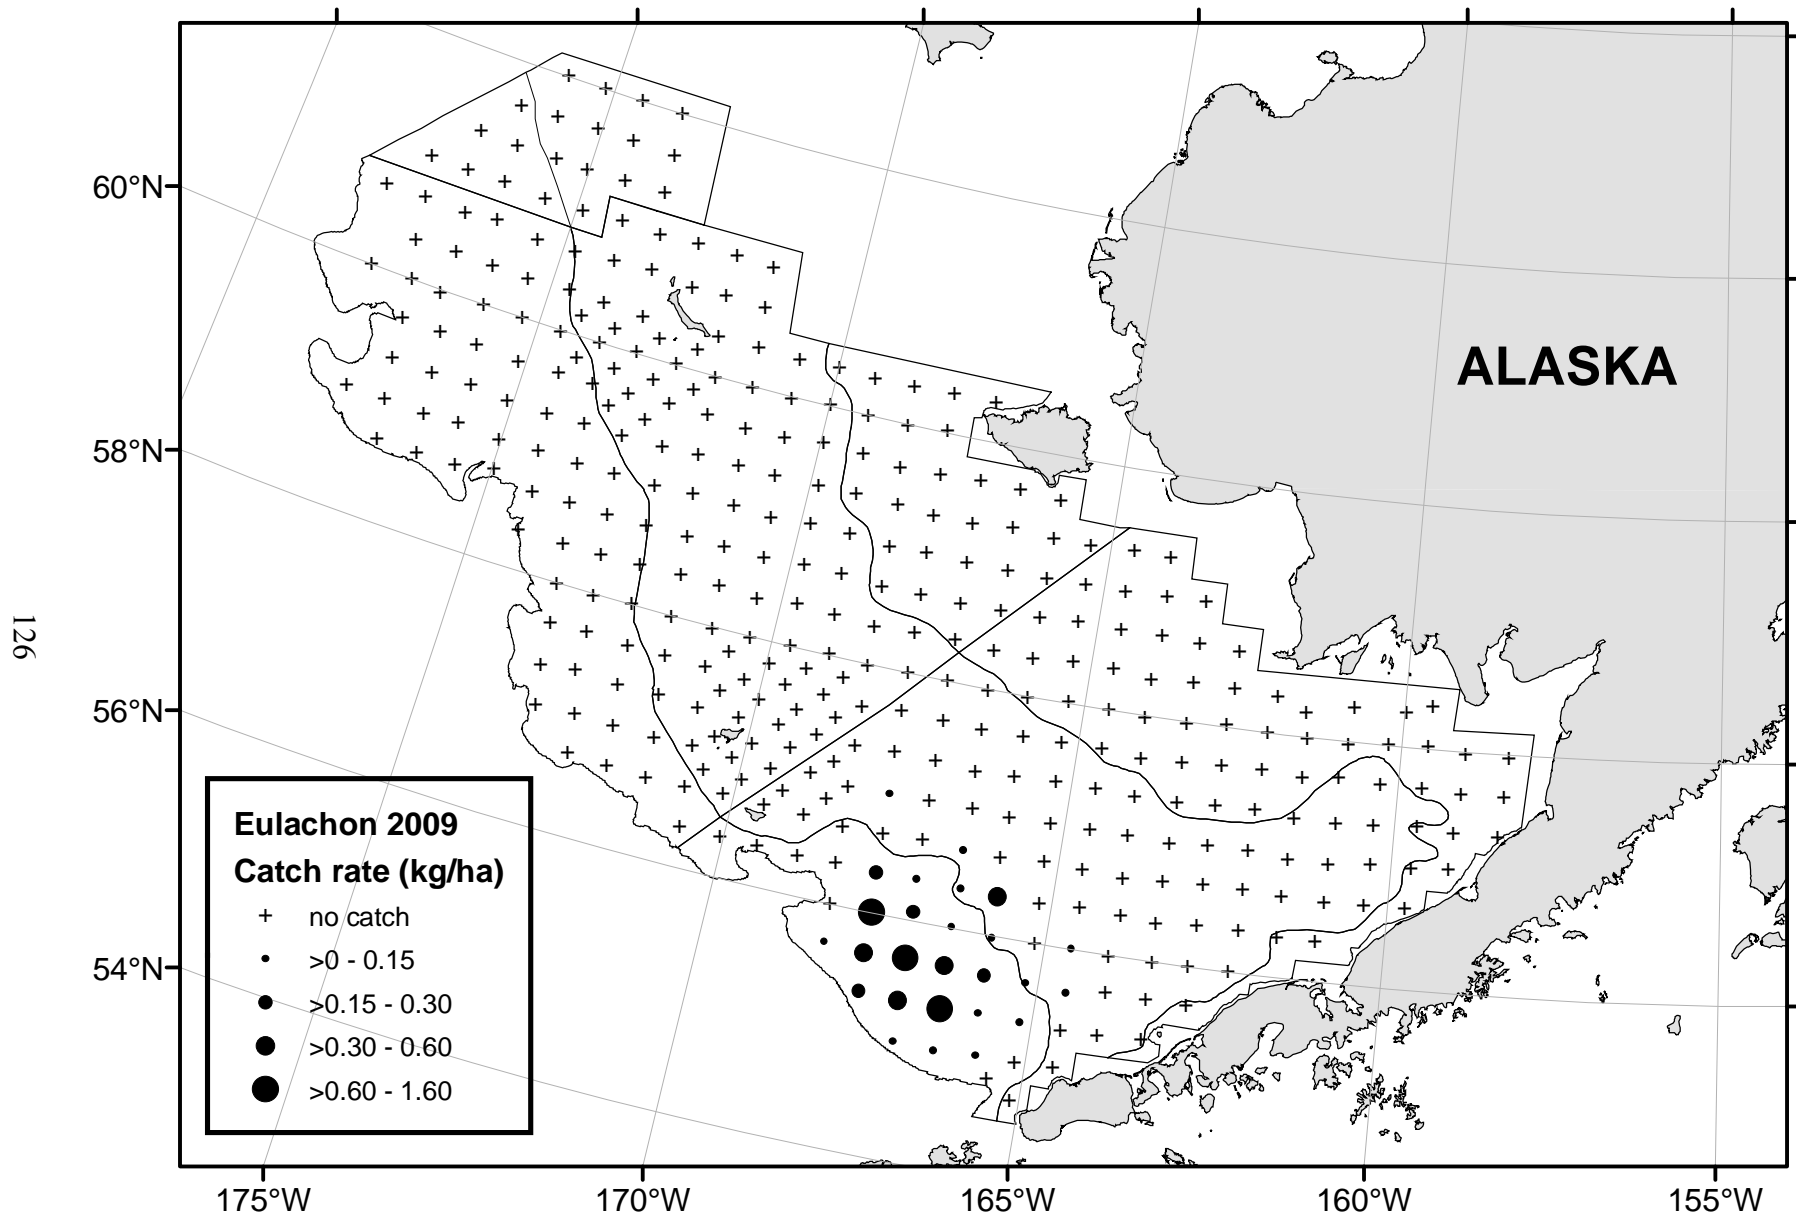 60°N
58°N
56°N
54°N
ALASKA
126
Eulachon 2009
Catch rate (kg/ha)
no catch
>0 - 0.15
>0.15 - 0.30
>0.30 - 0.60
>0.60 - 1.60
175°W
170°W
165°W
160°W
155°W